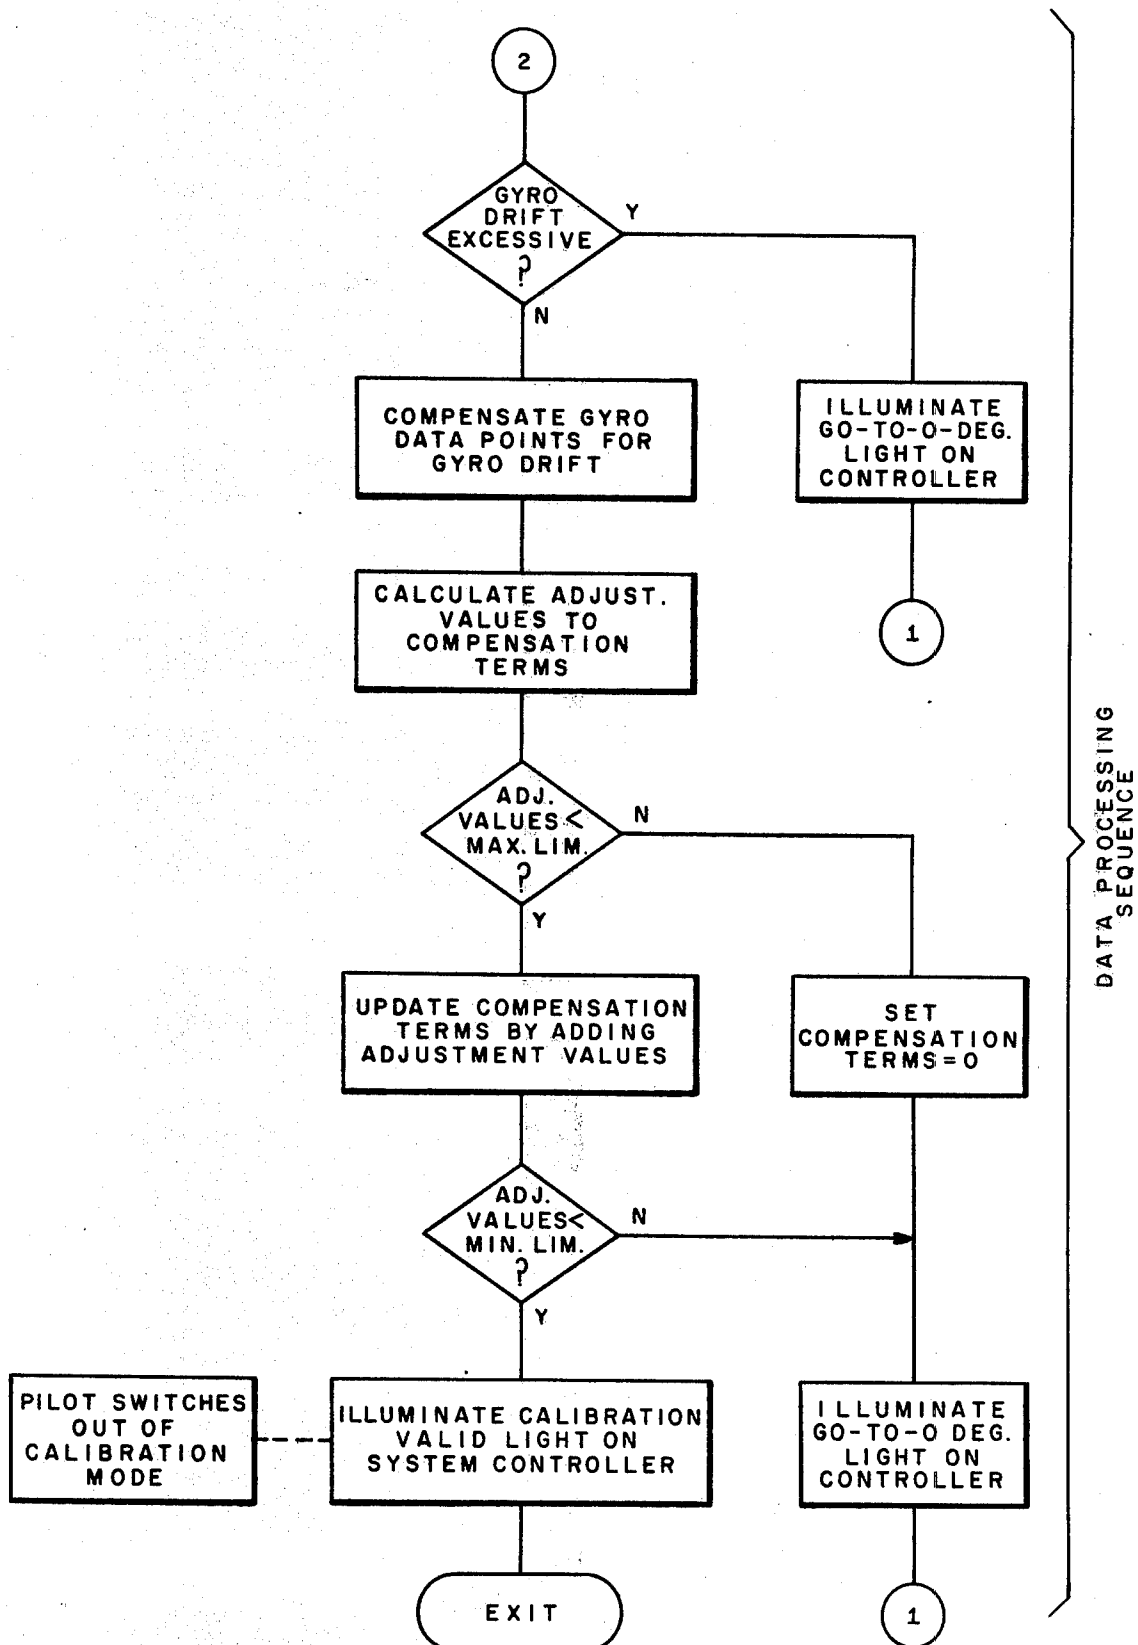 2
GYRO
DRIFT
EXCESSIVE
?
Y
N
COMPENSATE GYRO
DATA POINTS FOR
GYRO DRIFT
ILLUMINATE
GO-TO-O-DEG.
LIGHT ON
CONTROLLER
CALCULATE ADJUST.
VALUES TO
COMPENSATION
TERMS
1
ADJ.
VALUES <
MAX. LIM.
?
N
Y
UPDATE COMPENSATION
TERMS BY ADDING
ADJUSTMENT VALUES
SET
COMPENSATION
TERMS = O
ADJ.
VALUES <
MIN. LIM.
?
N
Y
PILOT SWITCHES
OUT OF
CALIBRATION
MODE
ILLUMINATE CALIBRATION
VALID LIGHT ON
SYSTEM CONTROLLER
ILLUMINATE
GO-TO-O DEG.
LIGHT ON
CONTROLLER
EXIT
1
DATA PROCESSING
SEQUENCE